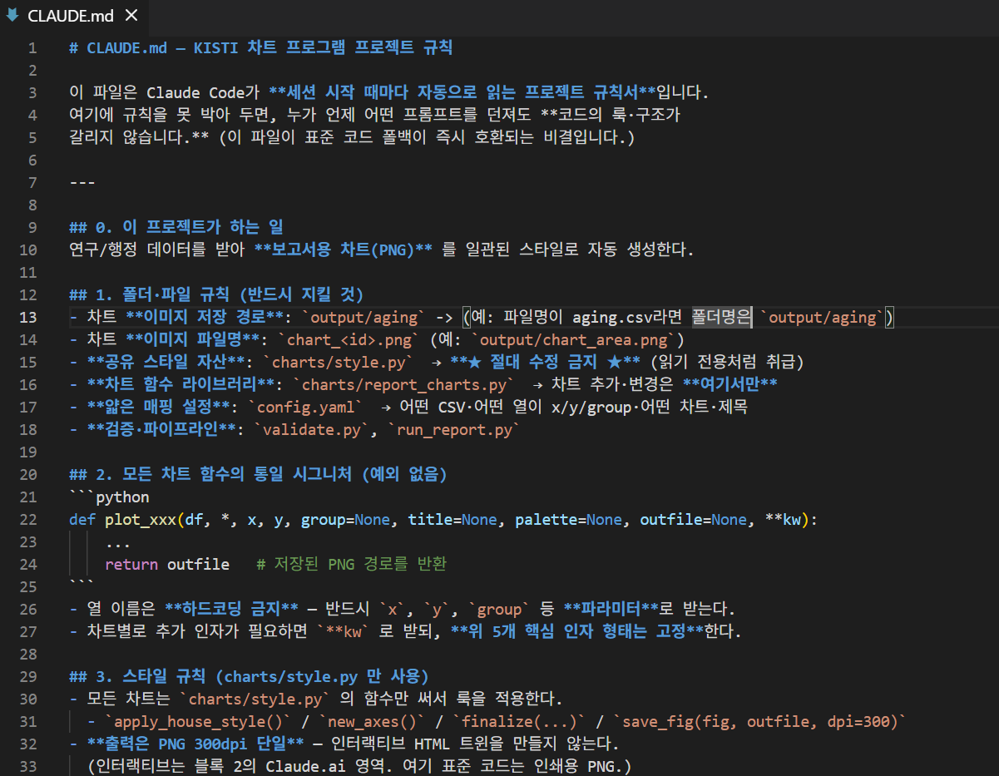 CLAUDE.md
1 # CLAUDE.md — KISTI 차트 프로그램 프로젝트 규칙
2
3 이 파일은 Claude Code가 **세션 시작 때마다 자동으로 읽는 프로젝트 규칙서**입니다.
4 여기에 규칙을 못 박아 두면, 누가 언제 어떤 프롬프트를 던져도 **코드의 룩·구조가
5 갈리지 않습니다.** (이 파일이 표준 코드 폴백이 즉시 호환되는 비결입니다.)
6
7 ---
8
9 ## 0. 이 프로젝트가 하는 일
10 연구/행정 데이터를 받아 **보고서용 차트(PNG)** 를 일관된 스타일로 자동 생성한다.
11
12 ## 1. 폴더·파일 규칙 (반드시 지킬 것)
13 - 차트 **이미지 저장 경로**: `output/aging` -> (예: 파일명이 aging.csv라면 폴더명은 `output/aging`)
14 - 차트 **이미지 파일명**: `chart_<id>.png` (예: `output/chart_area.png`)
15 - **공유 스타일 자산**: `charts/style.py` → **★ 절대 수정 금지 ★** (읽기 전용처럼 취급)
16 - **차트 함수 라이브러리**: `charts/report_charts.py` → 차트 추가·변경은 **여기서만**
17 - **얇은 매핑 설정**: `config.yaml` → 어떤 CSV·어떤 열이 x/y/group·어떤 차트·제목
18 - **검증·파이프라인**: `validate.py`, `run_report.py`
19
20 ## 2. 모든 차트 함수의 통일 시그니처 (예외 없음)
21 ```python
22 def plot_xxx(df, *, x, y, group=None, title=None, palette=None, outfile=None, **kw):
23 ...
24 return outfile # 저장된 PNG 경로를 반환
25 ```
26 - 열 이름은 **하드코딩 금지** — 반드시 `x`, `y`, `group` 등 **파라미터**로 받는다.
27 - 차트별로 추가 인자가 필요하면 `**kw` 로 받되, **위 5개 핵심 인자 형태는 고정**한다.
28
29 ## 3. 스타일 규칙 (charts/style.py 만 사용)
30 - 모든 차트는 `charts/style.py` 의 함수만 써서 룩을 적용한다.
31 - `apply_house_style()` / `new_axes()` / `finalize(...)` / `save_fig(fig, outfile, dpi=300)`
32 - **출력은 PNG 300dpi 단일** — 인터랙티브 HTML 트윈을 만들지 않는다.
33 (인터랙티브는 블록 2의 Claude.ai 영역. 여기 표준 코드는 인쇄용 PNG.)